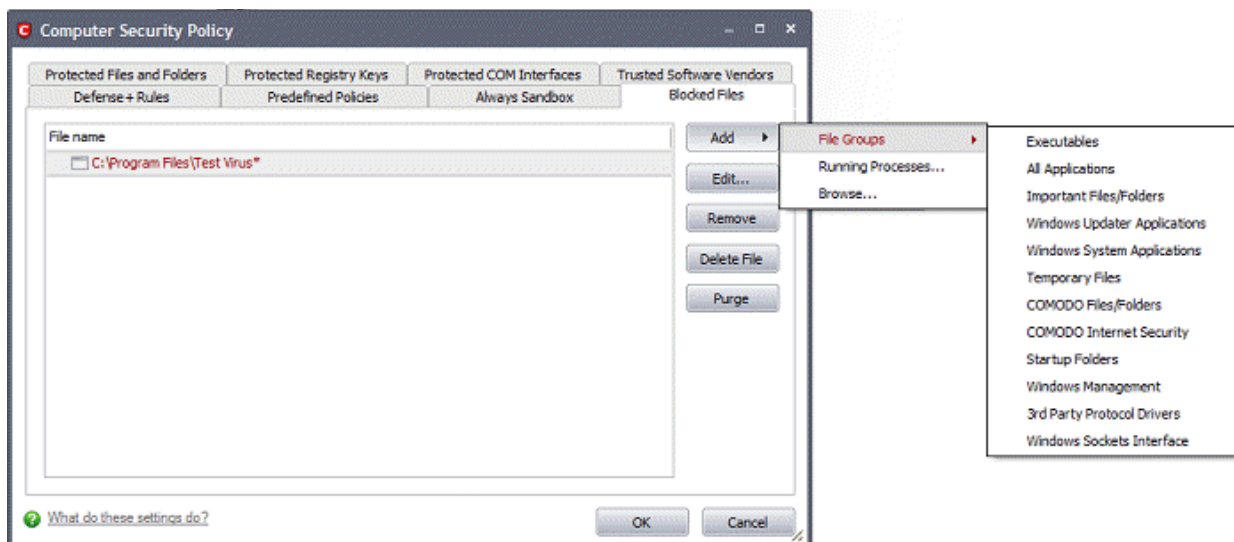 Computer Security Policy
Protected Files and Folders
Protected Registry Keys
Protected COM Interfaces
Trusted Software Vendors
Defense+ Rules
Predefined Policies
Always Sandbox
Blocked Files
File name
C:\Program Files\Test Virus*
Add
Edit...
Remove
Delete File
Purge
File Groups
Running Processes...
Browse...
Executables
All Applications
Important Files/Folders
Windows Updater Applications
Windows System Applications
Temporary Files
COMODO Files/Folders
COMODO Internet Security
Startup Folders
Windows Management
3rd Party Protocol Drivers
Windows Sockets Interface
What do these settings do?
OK
Cancel